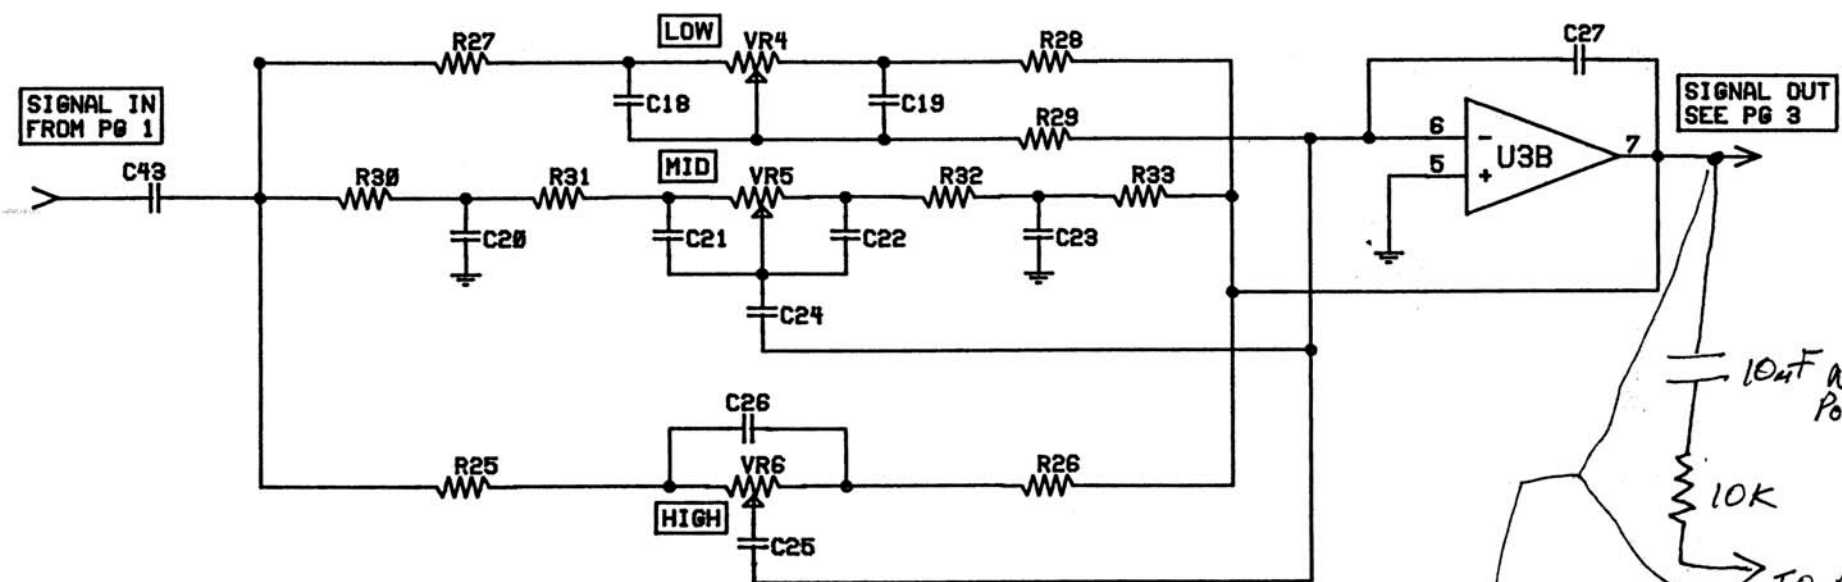 LOW
R27
VR4
R28
C27
SIGNAL IN
FROM PG 1
C18
C19
R29
SIGNAL OUT
SEE PG 3
6
-
7
U3B
5
+
C43
MID
R30
R31
VR5
R32
R33
C20
C21
C22
C23
C24
10uF
10K
C26
R25
VR6
R26
HIGH
C25